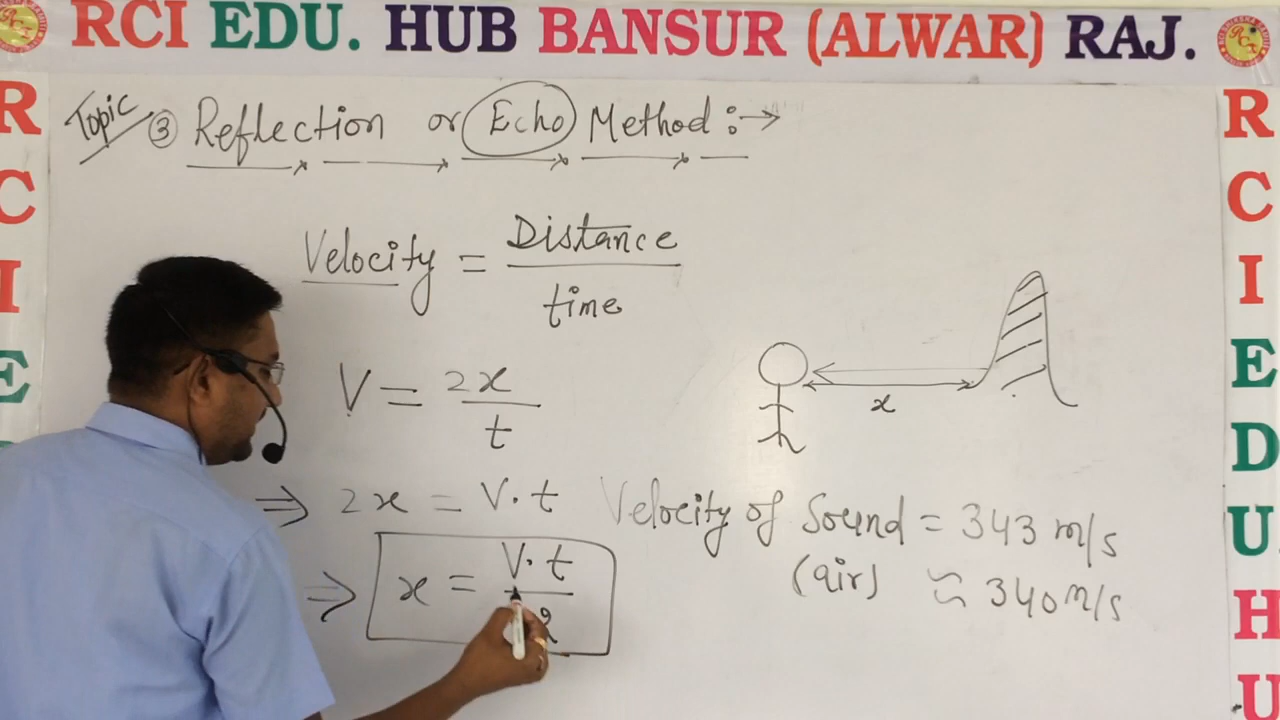 RCI EDU. HUB BANSUR (ALWAR) RAJ.
Topic ③ Reflection or Echo Method :→
Velocity = Distance / time
V = 2x / t
⇒ 2x = V·t
⇒ x = V·t / 2
x
Velocity of Sound = 343 m/s
(air) ≈ 340 m/s
R
C
I
E
R
C
I
E
D
U.
H
U